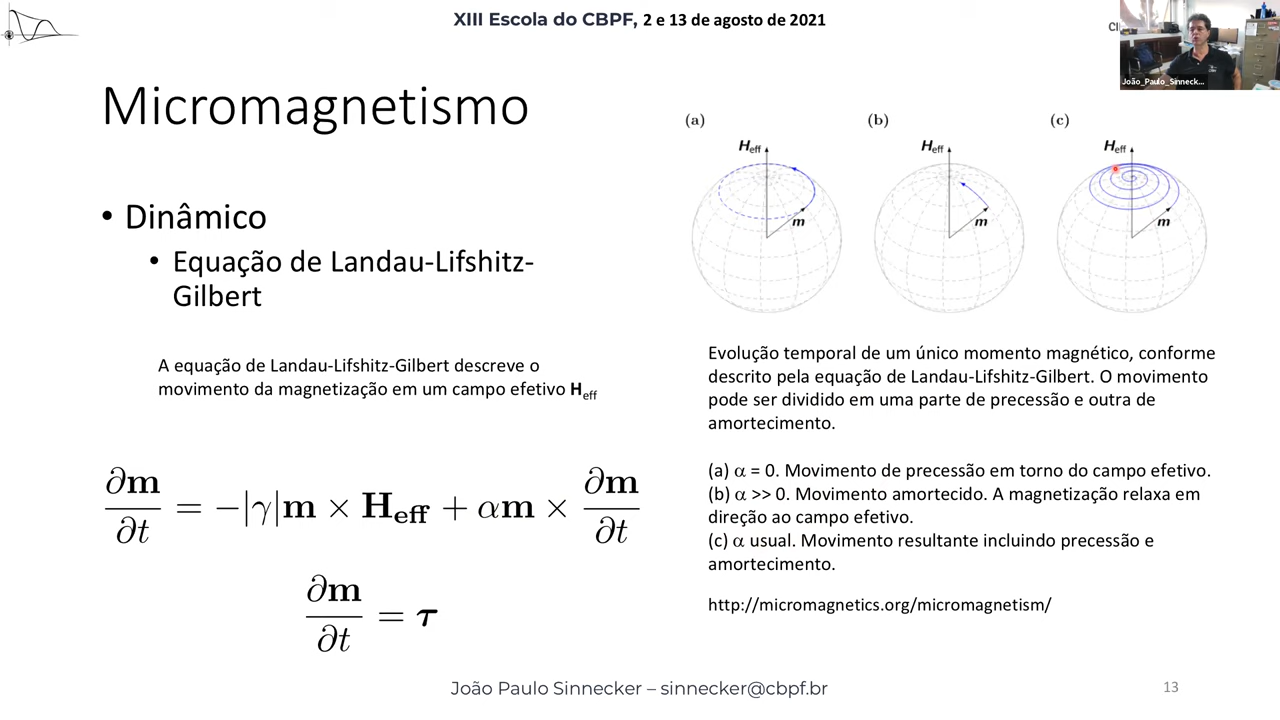 XIII Escola do CBPF, 2 e 13 de agosto de 2021
João_Paulo_Sinneck...
Micromagnetismo
• Dinâmico
• Equação de Landau-Lifshitz-
Gilbert
A equação de Landau-Lifshitz-Gilbert descreve o
movimento da magnetização em um campo efetivo H_eff
∂m/∂t = −|γ|m × H_eff + αm × ∂m/∂t
∂m/∂t = τ
(a) (b) (c)
H_eff H_eff H_eff
m m m
Evolução temporal de um único momento magnético, conforme
descrito pela equação de Landau-Lifshitz-Gilbert. O movimento
pode ser dividido em uma parte de precessão e outra de
amortecimento.
(a) α = 0. Movimento de precessão em torno do campo efetivo.
(b) α >> 0. Movimento amortecido. A magnetização relaxa em
direção ao campo efetivo.
(c) α usual. Movimento resultante incluindo precessão e
amortecimento.
http://micromagnetics.org/micromagnetism/
João Paulo Sinnecker – sinnecker@cbpf.br
13